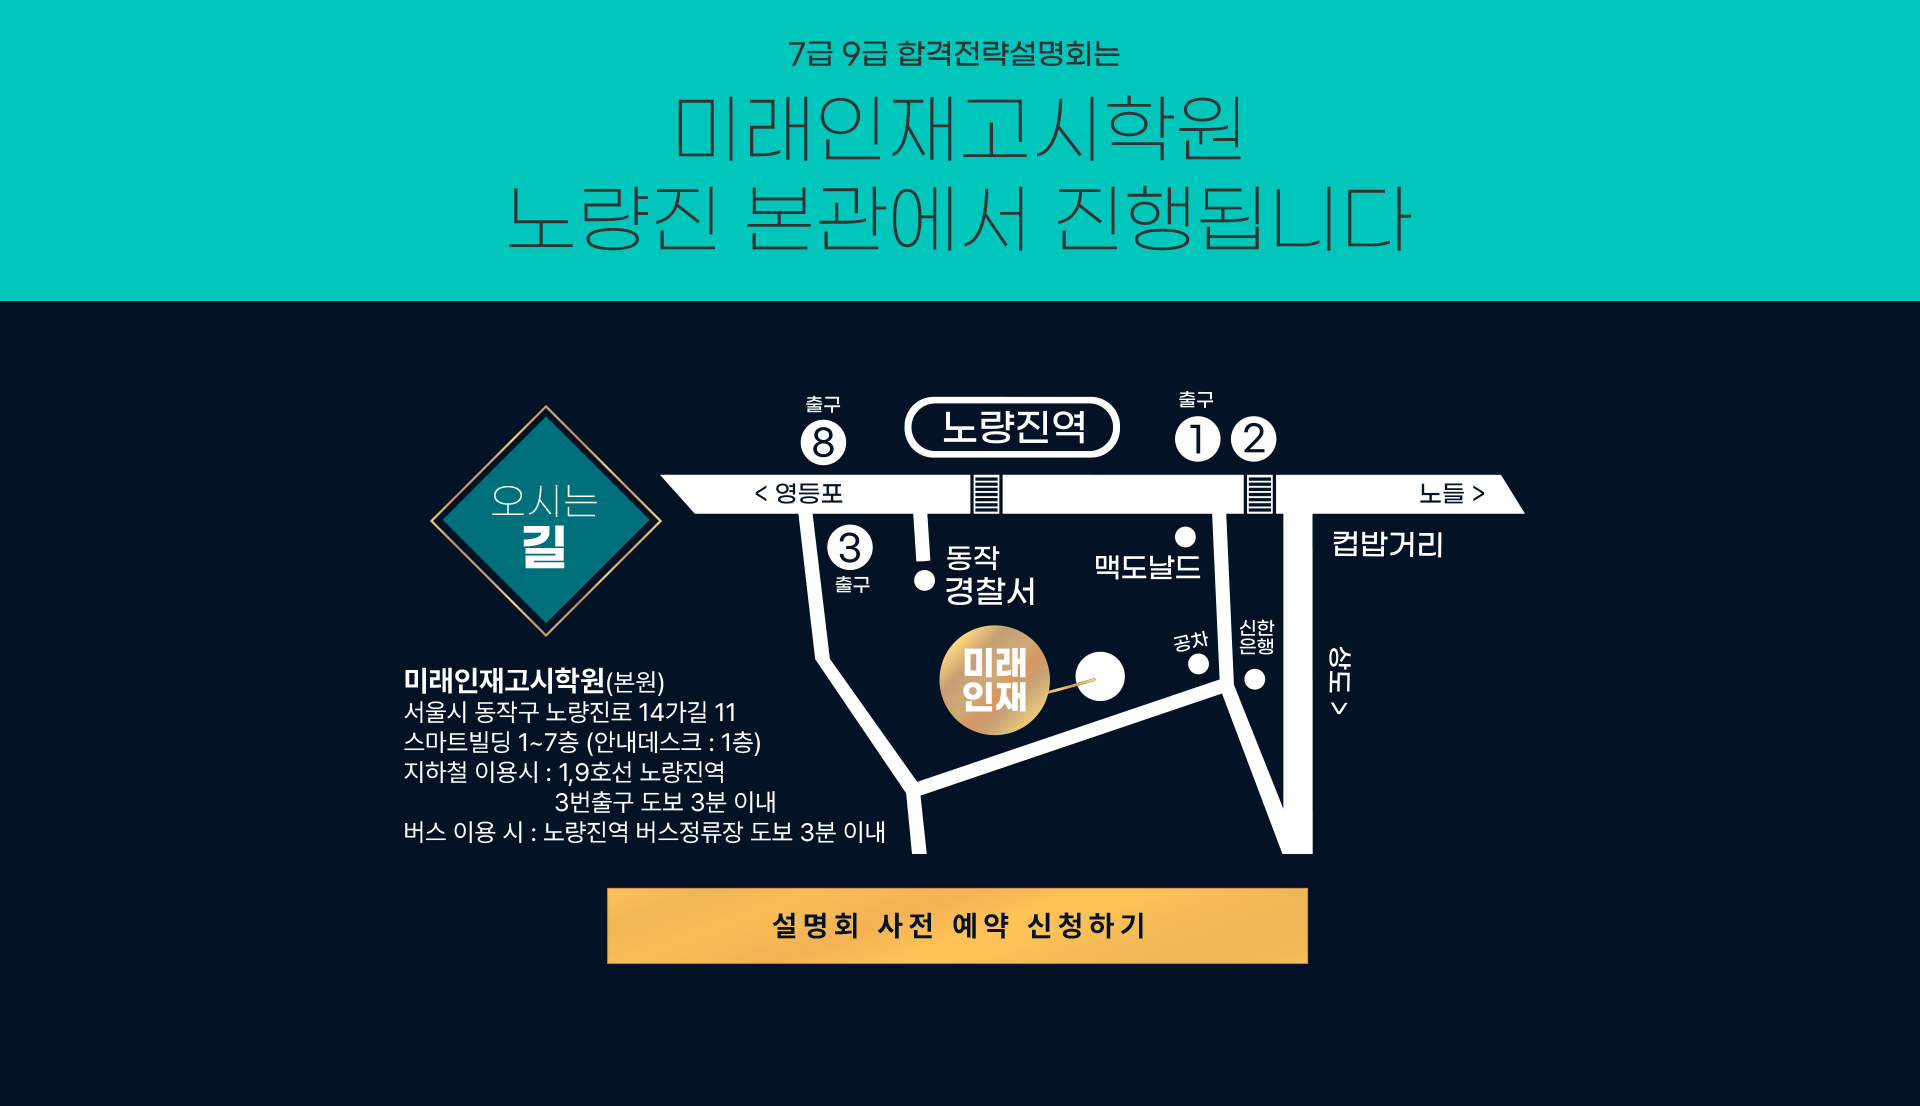 7급 9급 합격전략설명회는
미래인재고시학원
노량진 본관에서 진행됩니다
오시는
길
미래인재고시학원(본원)
서울시 동작구 노량진로 14가길 11
스마트빌딩 1~7층 (안내데스크 : 1층)
지하철 이용시 : 1,9호선 노량진역
3번출구 도보 3분 이내
버스 이용 시 : 노량진역 버스정류장 도보 3분 이내
출구
8
노량진역
출구
1 2
< 영등포
노들 >
3
출구
동작
경찰서
맥도날드
컵밥거리
미래
인재
공차
신한
은행
상도 >
설명회 사전 예약 신청하기